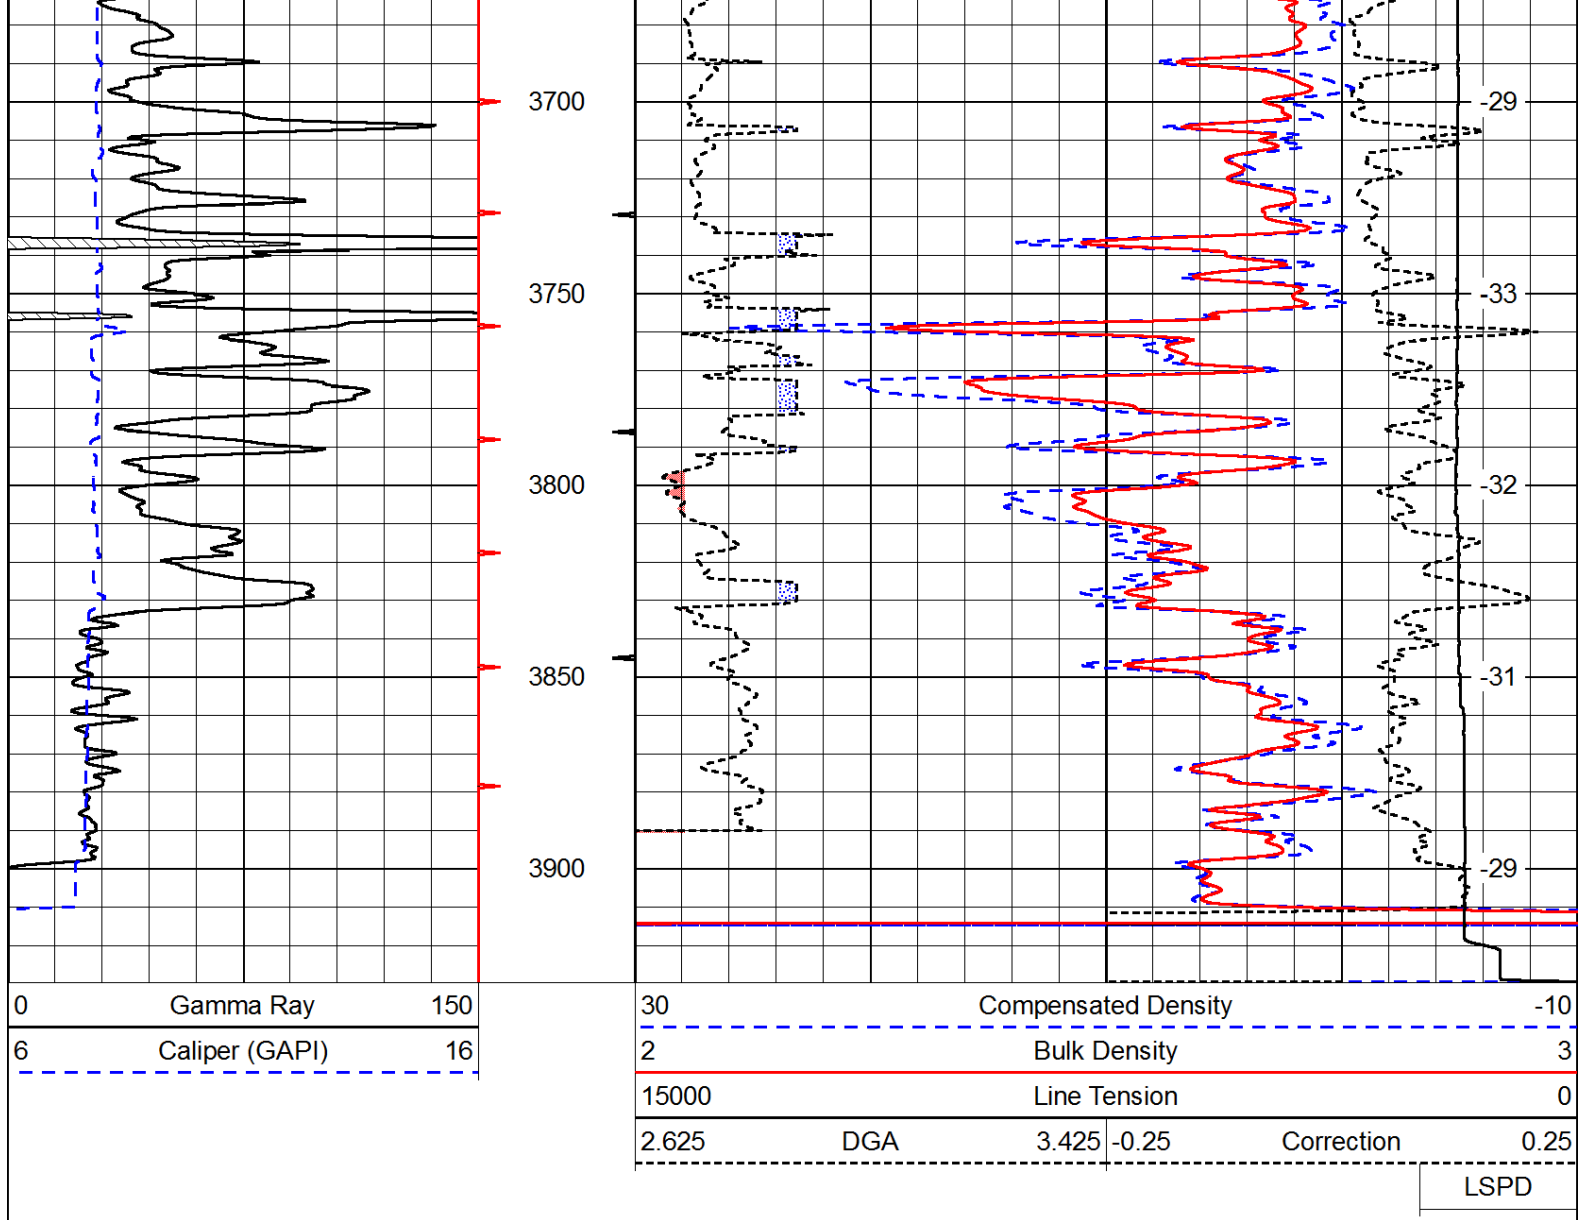 3700 -29
3750 -33
3800 -32
3850 -31
3900 -29
0 Gamma Ray 150
6 Caliper (GAPI) 16
30 Compensated Density -10
2 Bulk Density 3
15000 Line Tension 0
2.625 DGA 3.425 -0.25 Correction 0.25
LSPD